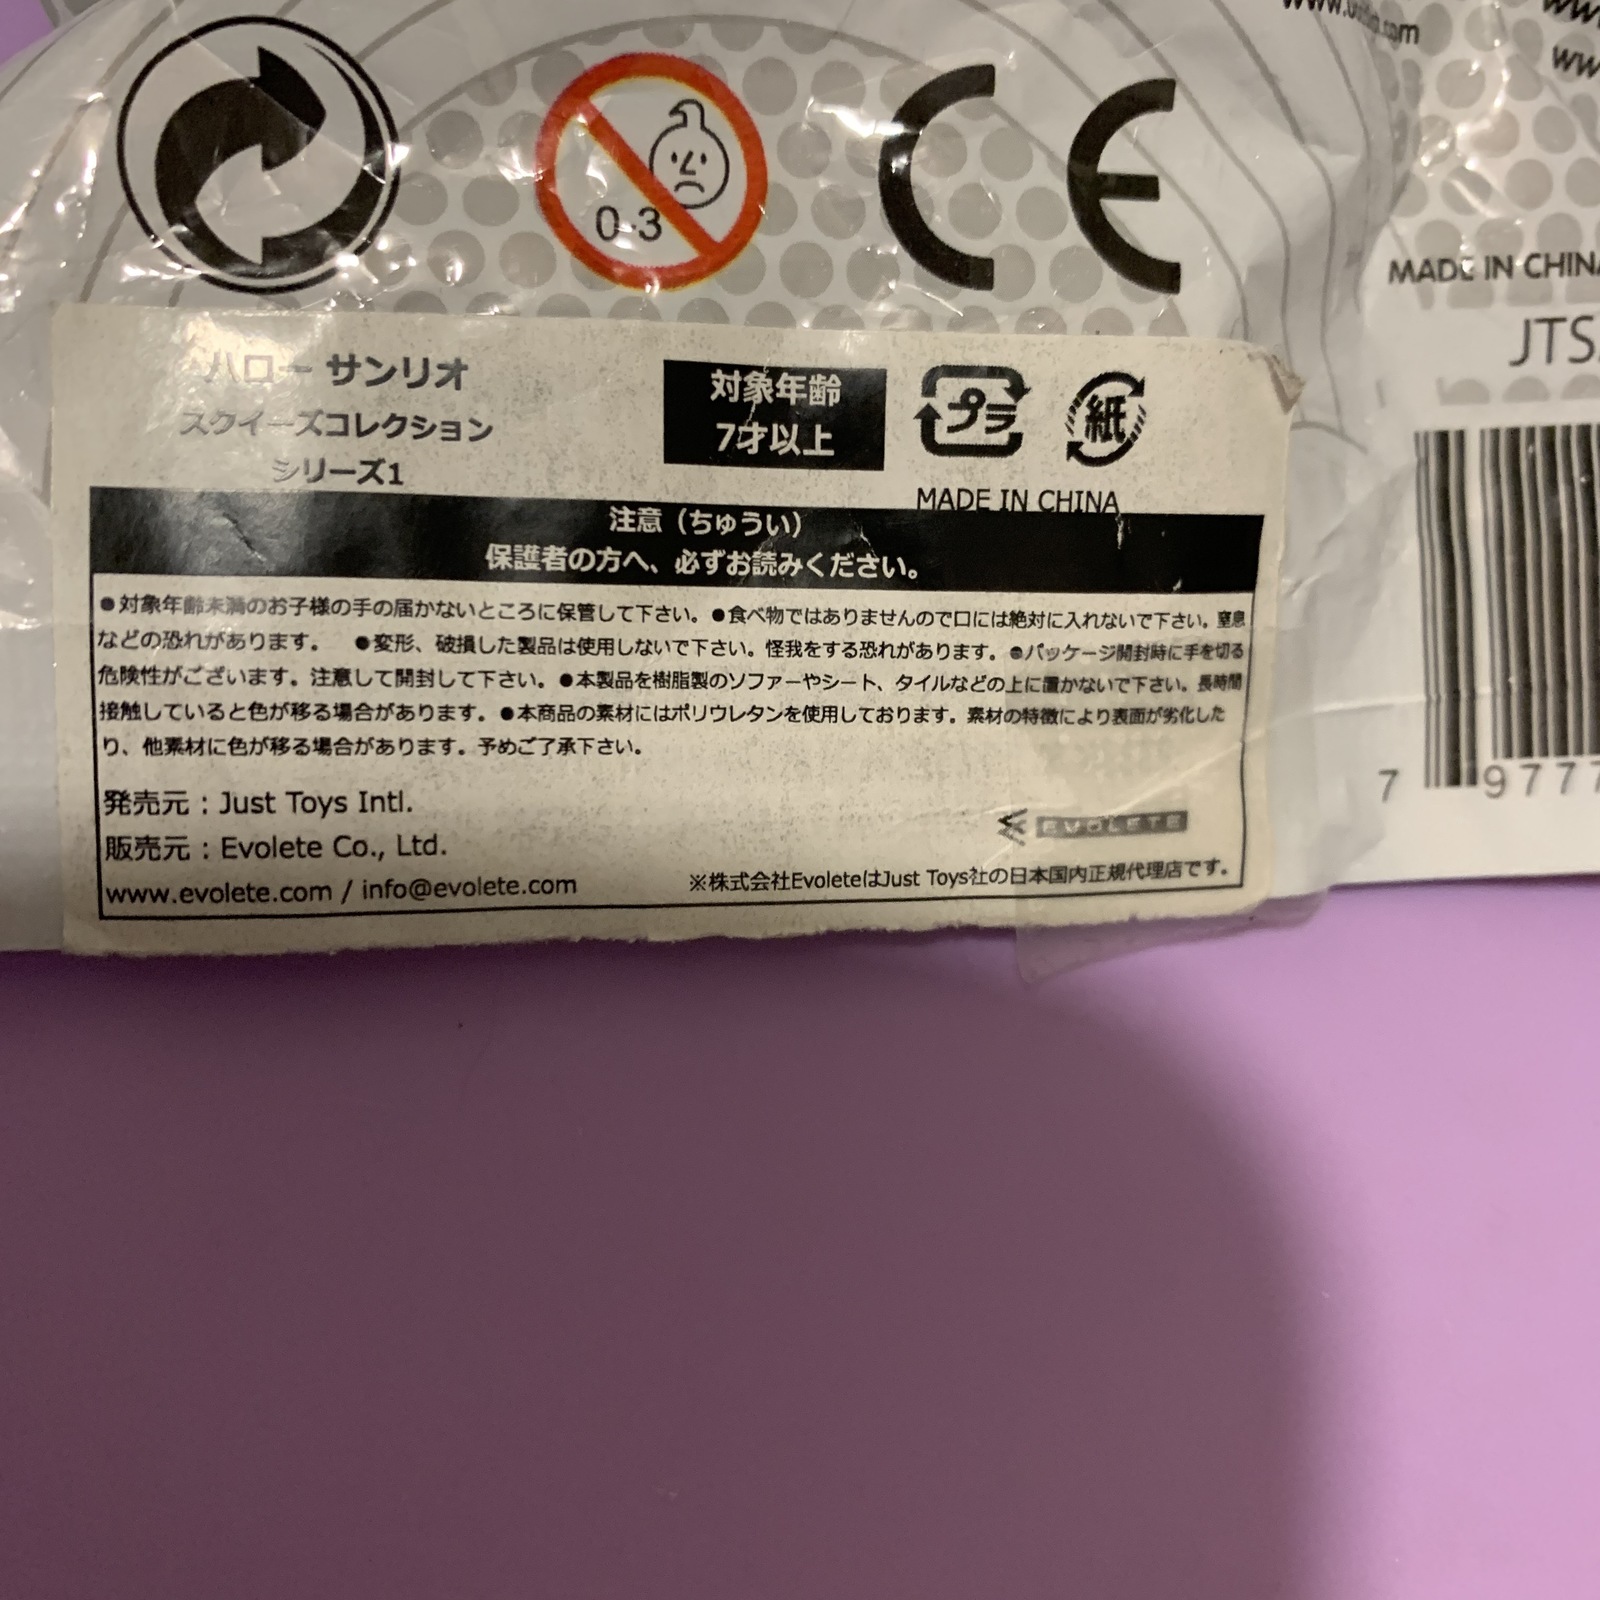 0-3
CE
MADE IN CHINA
JTS
ハロー サンリオ
スクイーズコレクション
シリーズ1
対象年齢
7才以上
プラ
紙
MADE IN CHINA
注意（ちゅうい）
保護者の方へ、必ずお読みください。
●対象年齢未満のお子様の手の届かないところに保管して下さい。●食べ物ではありませんので口には絶対に入れないで下さい。窒息
などの恐れがあります。 ●変形、破損した製品は使用しないで下さい。怪我をする恐れがあります。●パッケージ開封時に手を切る
危険性がございます。注意して開封して下さい。●本製品を樹脂製のソファーやシート、タイルなどの上に置かないで下さい。長時間
接触していると色が移る場合があります。●本商品の素材にはポリウレタンを使用しております。素材の特徴により表面が劣化した
り、他素材に色が移る場合があります。予めご了承下さい。
発売元：Just Toys Intl.
販売元：Evolete Co., Ltd.
EVOLETE
www.evolete.com / info@evolete.com
※株式会社EvoleteはJust Toys社の日本国内正規代理店です。
7 9777